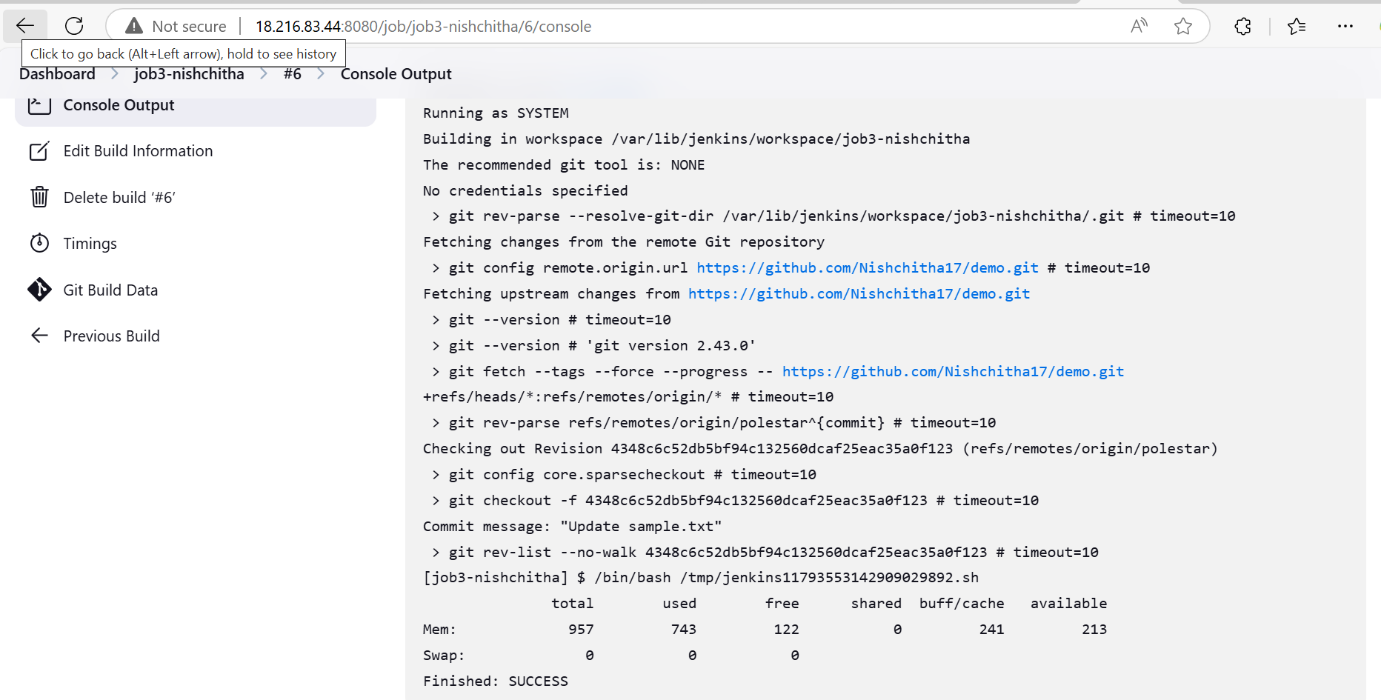 Not secure
18.216.83.44:8080/job/job3-nishchitha/6/console
Click to go back (Alt+Left arrow), hold to see history
Dashboard > job3-nishchitha > #6 > Console Output
Console Output
Edit Build Information
Delete build ‘#6’
Timings
Git Build Data
Previous Build
Running as SYSTEM
Building in workspace /var/lib/jenkins/workspace/job3-nishchitha
The recommended git tool is: NONE
No credentials specified
> git rev-parse --resolve-git-dir /var/lib/jenkins/workspace/job3-nishchitha/.git # timeout=10
Fetching changes from the remote Git repository
> git config remote.origin.url https://github.com/Nishchitha17/demo.git # timeout=10
Fetching upstream changes from https://github.com/Nishchitha17/demo.git
> git --version # timeout=10
> git --version # 'git version 2.43.0'
> git fetch --tags --force --progress -- https://github.com/Nishchitha17/demo.git
+refs/heads/*:refs/remotes/origin/* # timeout=10
> git rev-parse refs/remotes/origin/polestar^{commit} # timeout=10
Checking out Revision 4348c6c52db5bf94c132560dcaf25eac35a0f123 (refs/remotes/origin/polestar)
> git config core.sparsecheckout # timeout=10
> git checkout -f 4348c6c52db5bf94c132560dcaf25eac35a0f123 # timeout=10
Commit message: "Update sample.txt"
> git rev-list --no-walk 4348c6c52db5bf94c132560dcaf25eac35a0f123 # timeout=10
[job3-nishchitha] $ /bin/bash /tmp/jenkins11793553142909029892.sh
total used free shared buff/cache available
Mem: 957 743 122 0 241 213
Swap: 0 0 0
Finished: SUCCESS